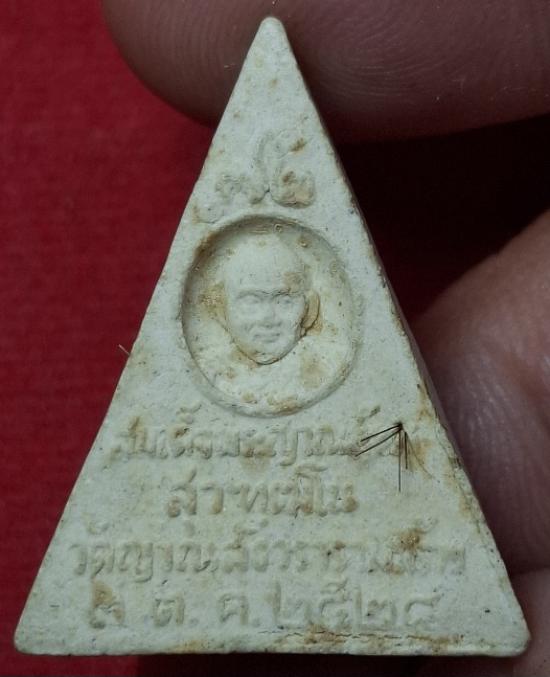 สมเด็จพระญาณสังวร
สุวฑฺฒโน
วัดญาณสังวราราม
๓ ต. ค. ๒๕๒๘